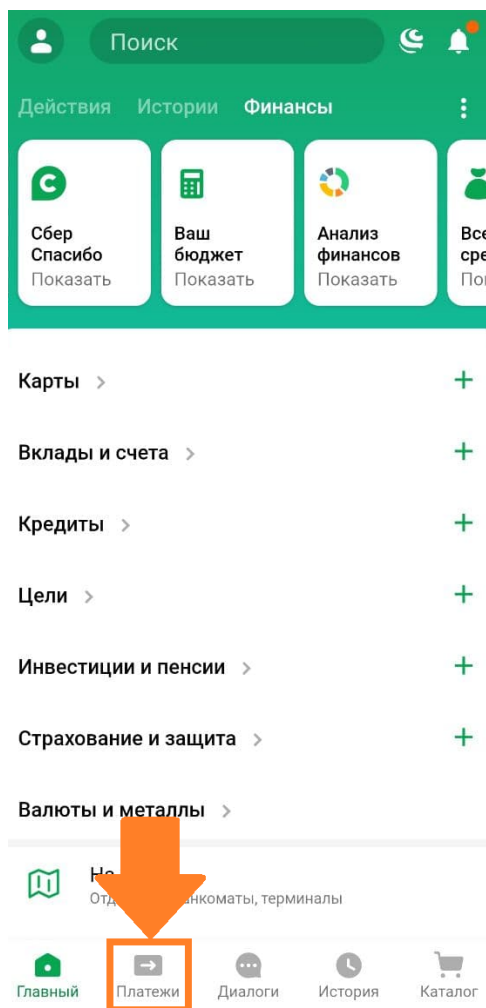 Поиск
Действия Истории Финансы
Сбер
Спасибо
Показать
Ваш
бюджет
Показать
Анализ
финансов
Показать
Карты
Вклады и счета
Кредиты
Цели
Инвестиции и пенсии
Страхование и защита
Валюты и металлы
терминалы
Главный Платежи Диалоги История Каталог